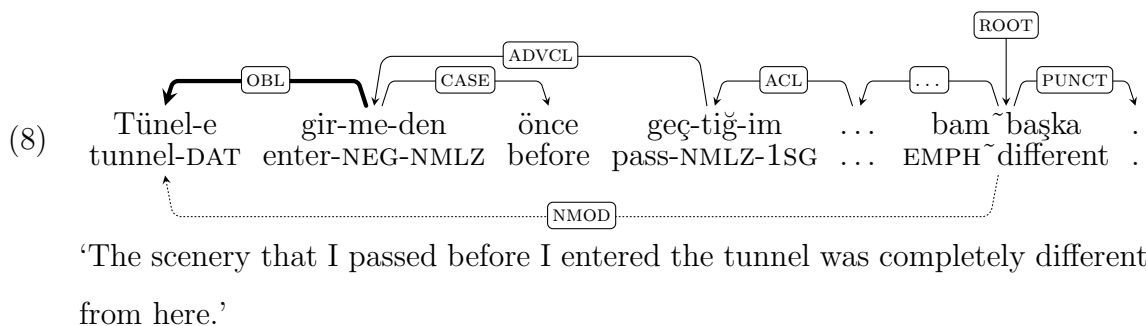 ROOT
ADVCL
OBL CASE ACL ... PUNCT
(8) Tünel-e gir-me-den önce geç-tiğ-im ... bam~başka .
tunnel-DAT enter-NEG-NMLZ before pass-NMLZ-1SG ... EMPH~different .
NMOD
‘The scenery that I passed before I entered the tunnel was completely different
from here.’